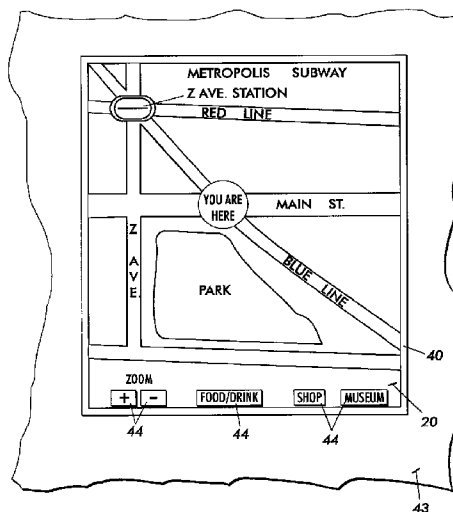 METROPOLIS SUBWAY
Z AVE. STATION
RED LINE
YOU ARE
HERE
MAIN ST.
Z AVE.
BLUE LINE
PARK
40
ZOOM
+ -
FOOD/DRINK
SHOP
MUSEUM
44
44
44
20
43